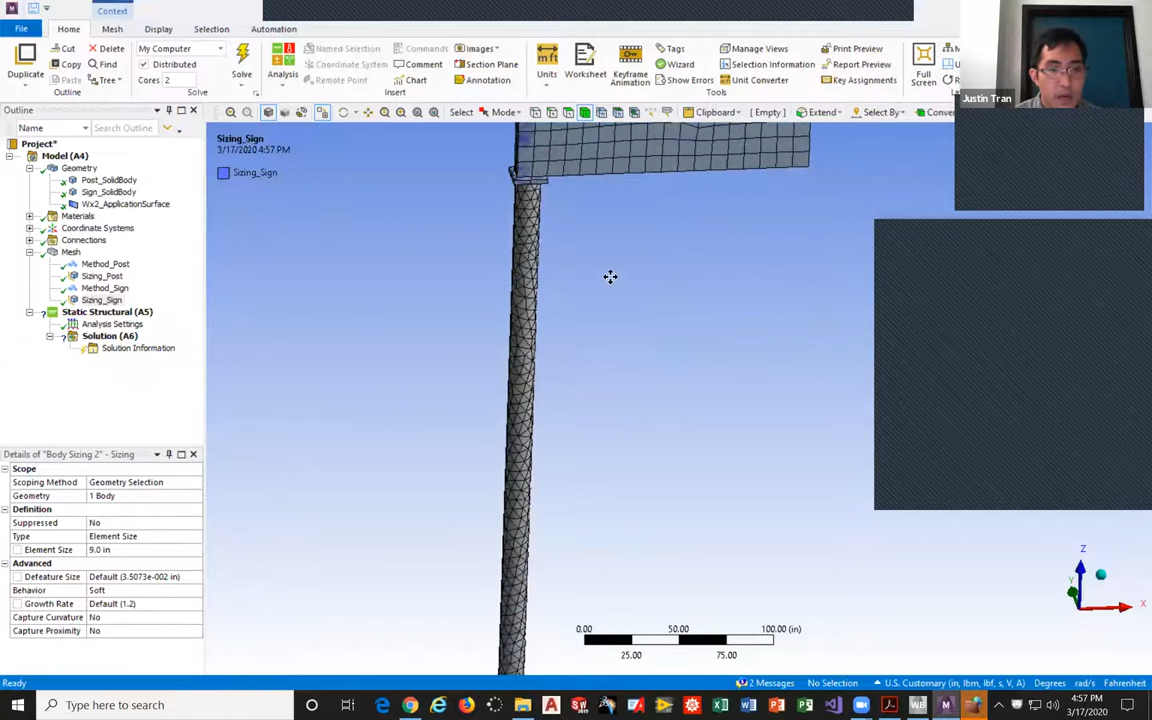 Context
File Home Mesh Display Selection Automation
Duplicate
Cut
Copy
Paste
Delete
Find
Tree
Outline
My Computer
Distributed
Cores 2
Solve
Solve
Analysis
Named Selection
Coordinate System
Remote Point
Commands
Comment
Chart
Images
Section Plane
Annotation
Insert
Units
Worksheet
Keyframe
Animation
Tags
Wizard
Show Errors
Manage Views
Selection Information
Unit Converter
Print Preview
Report Preview
Key Assignments
Tools
Full
Screen
Justin Tran
Outline
Name Search Outline
Select Mode Clipboard [ Empty ] Extend Select By Conver
Project*
Model (A4)
Geometry
Post_SolidBody
Sign_SolidBody
Wx2_ApplicationSurface
Materials
Coordinate Systems
Connections
Mesh
Method_Post
Sizing_Post
Method_Sign
Sizing_Sign
Static Structural (A5)
Analysis Settings
Solution (A6)
Solution Information
Sizing_Sign
3/17/2020 4:57 PM
Sizing_Sign
Details of "Body Sizing 2" - Sizing
Scope
Scoping Method Geometry Selection
Geometry 1 Body
Definition
Suppressed No
Type Element Size
Element Size 9.0 in
Advanced
Defeature Size Default (3.5073e-002 in)
Behavior Soft
Growth Rate Default (1.2)
Capture Curvature No
Capture Proximity No
Z
Y
X
0.00 50.00 100.00 (in)
25.00 75.00
Ready 2 Messages No Selection U.S. Customary (in, lbm, lbf, s, V, A) Degrees rad/s Fahrenheit
Type here to search
4:57 PM
3/17/2020